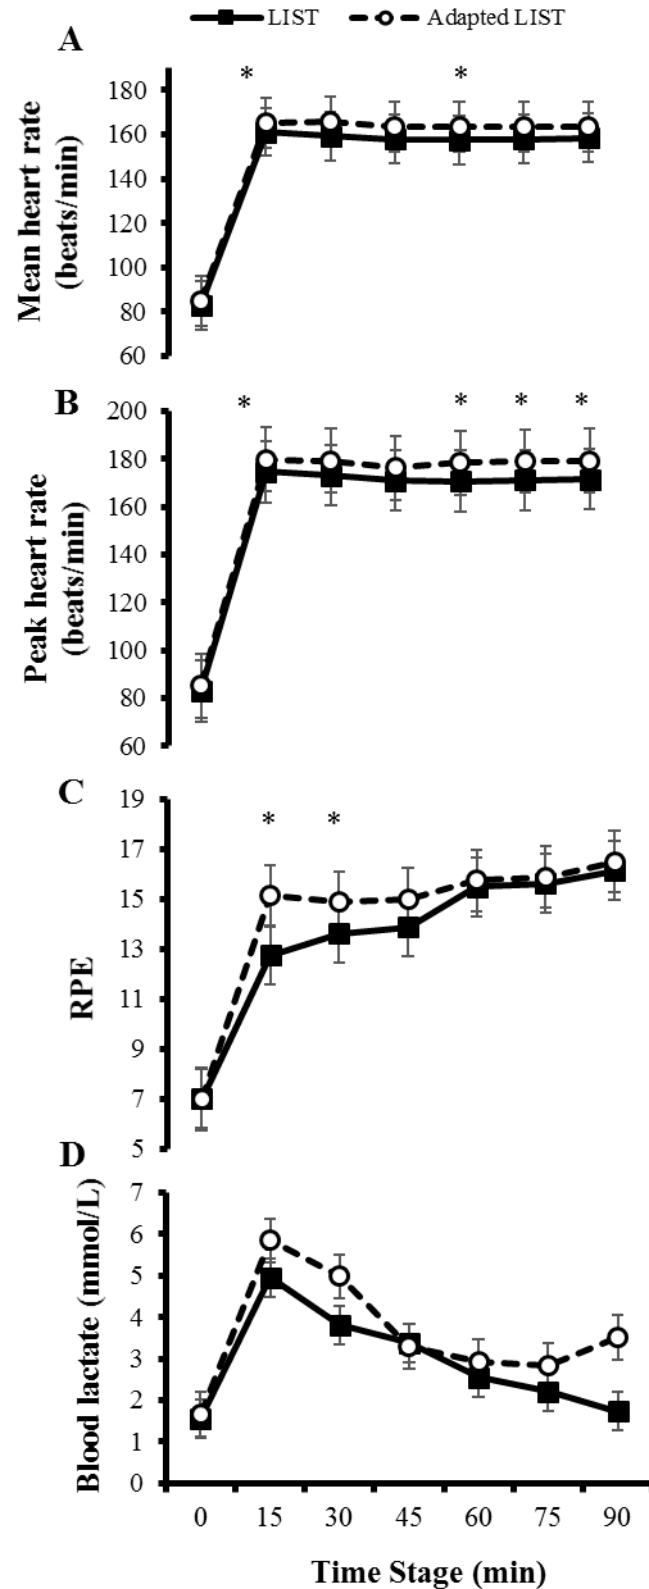 LIST Adapted LIST
A
* *
Mean heart rate
(beats/min)
180
160
140
120
100
80
60
B
* * * *
Peak heart rate
(beats/min)
200
180
160
140
120
100
80
60
C
* *
RPE
19
17
15
13
11
9
7
5
D
Blood lactate (mmol/L)
7
6
5
4
3
2
1
0
0 15 30 45 60 75 90
Time Stage (min)